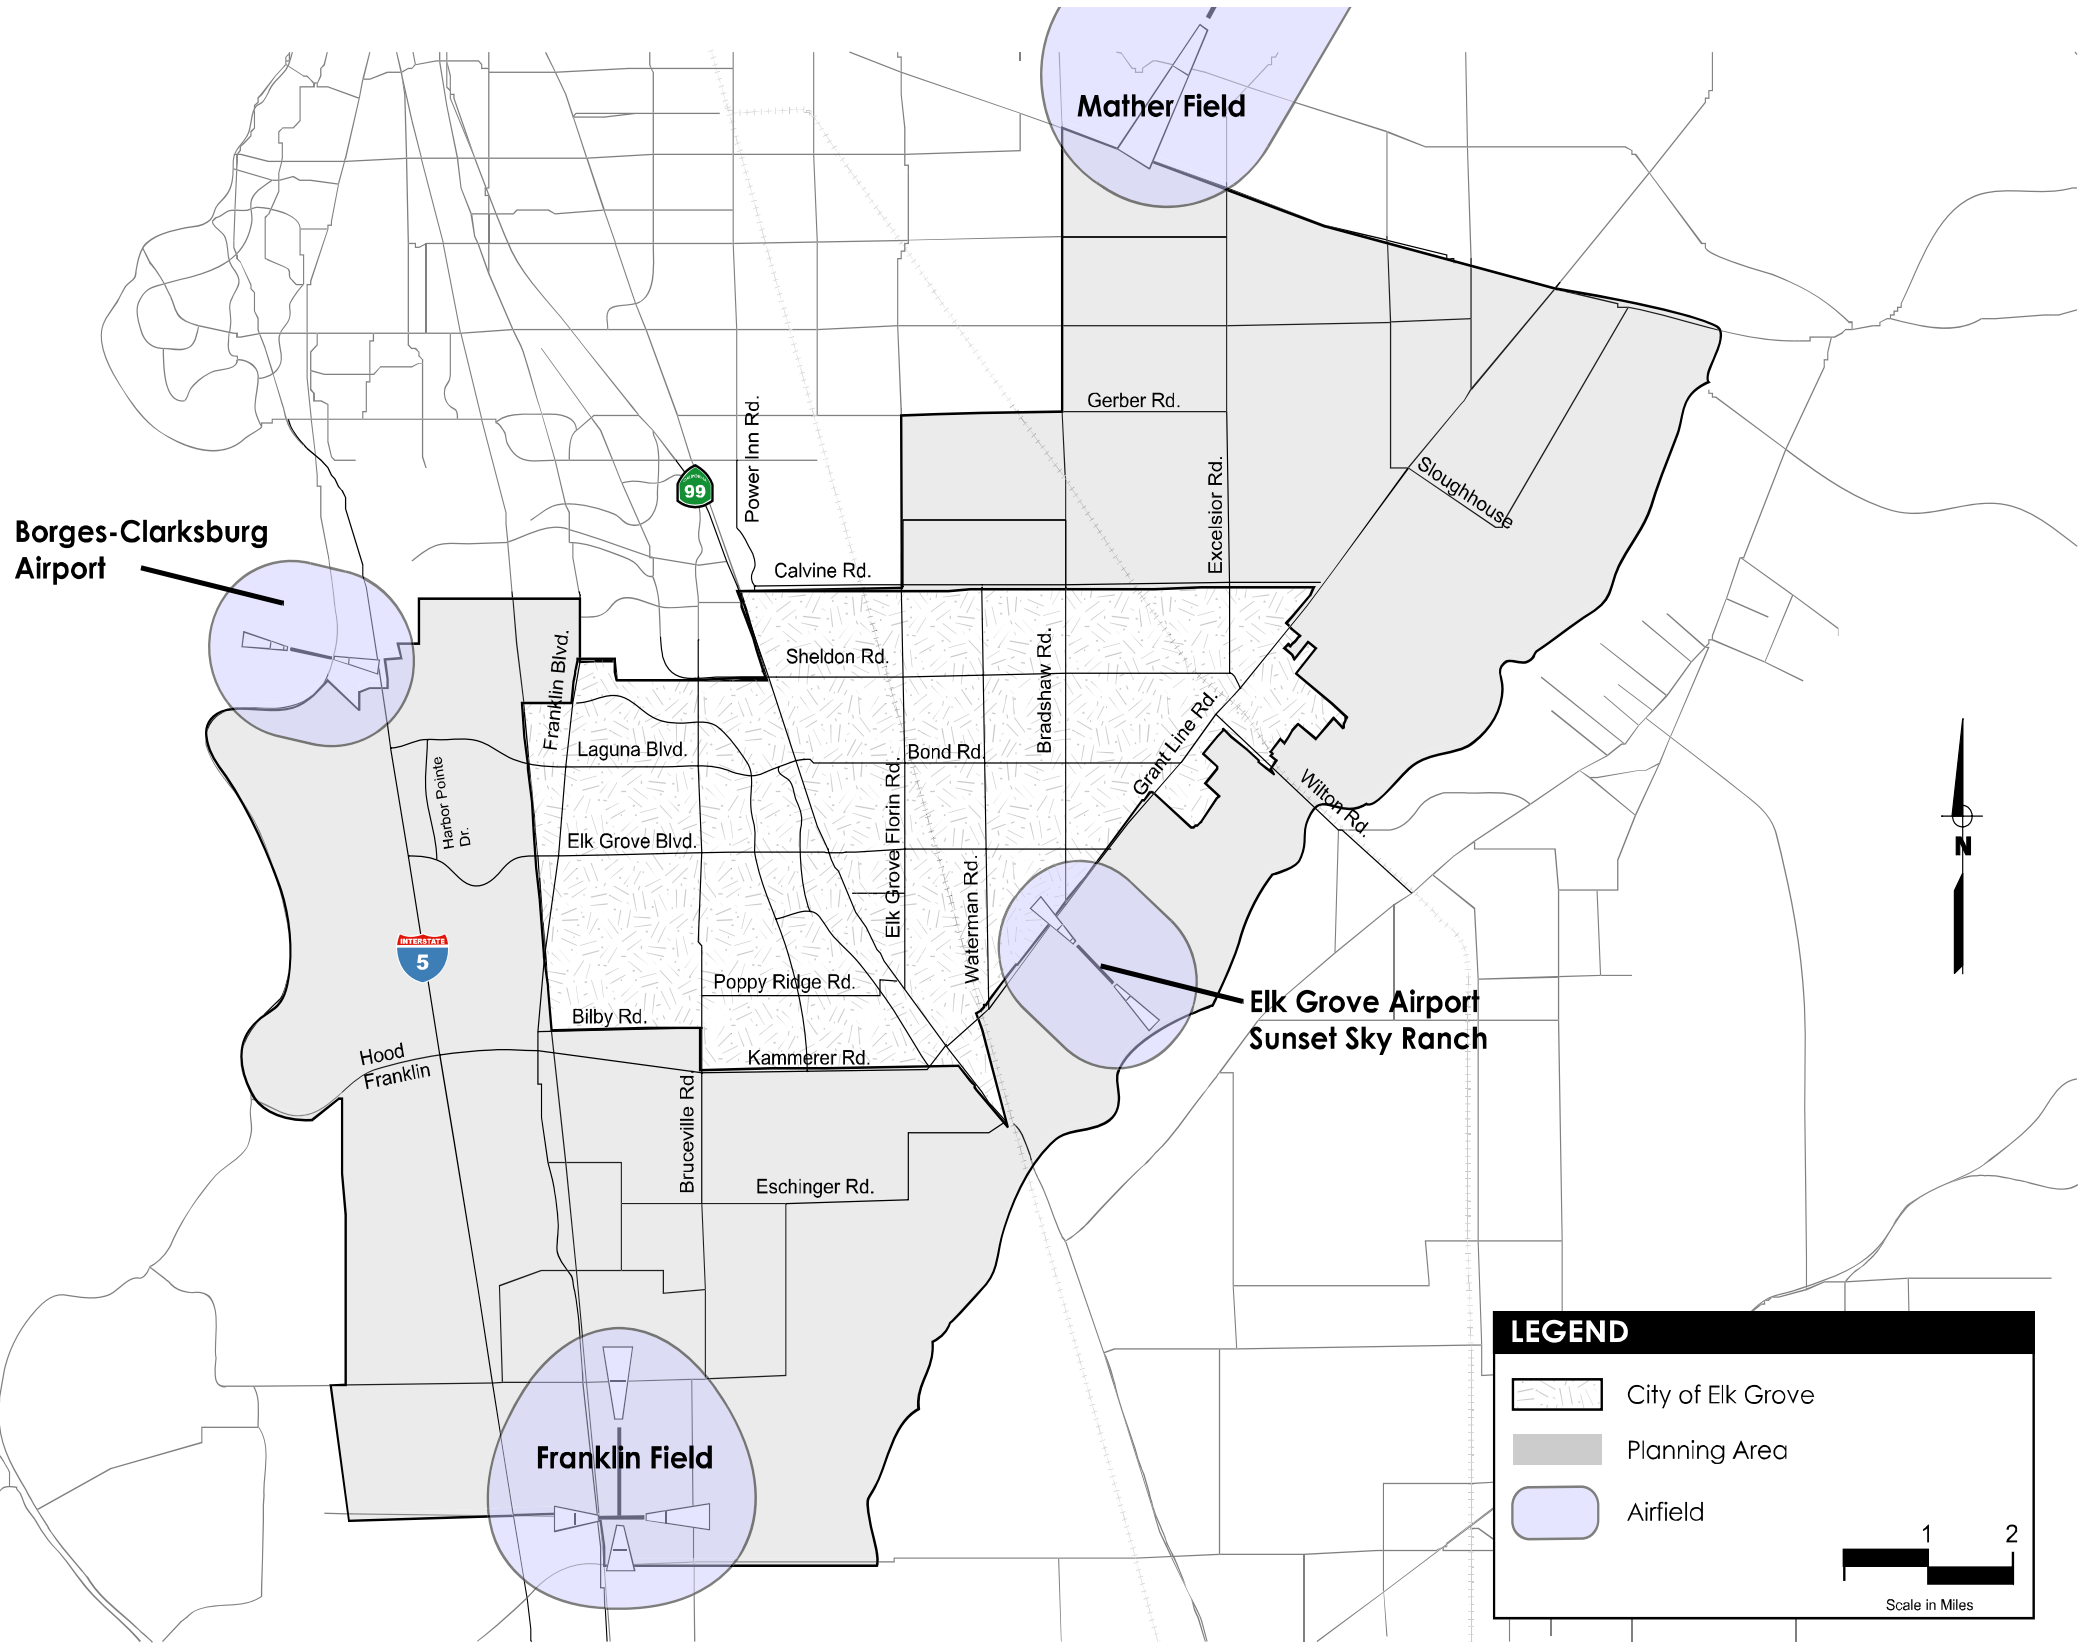 Mather Field
Gerber Rd.
Power Inn Rd.
99
Excelsior Rd.
Sloughhouse
Borges-Clarksburg
Airport
Calvine Rd.
Franklin Blvd.
Sheldon Rd.
Bradshaw Rd.
Grant Line Rd.
Laguna Blvd.
Bond Rd.
Harbor Pointe
Dr.
Elk Grove Florin Rd.
Wilton Rd.
Elk Grove Blvd.
Waterman Rd.
N
INTERSTATE
5
Poppy Ridge Rd.
Elk Grove Airport
Sunset Sky Ranch
Bilby Rd.
Hood
Franklin
Kammerer Rd.
Bruceville Rd.
Eschinger Rd.
Franklin Field
LEGEND
City of Elk Grove
Planning Area
Airfield
1 2
Scale in Miles